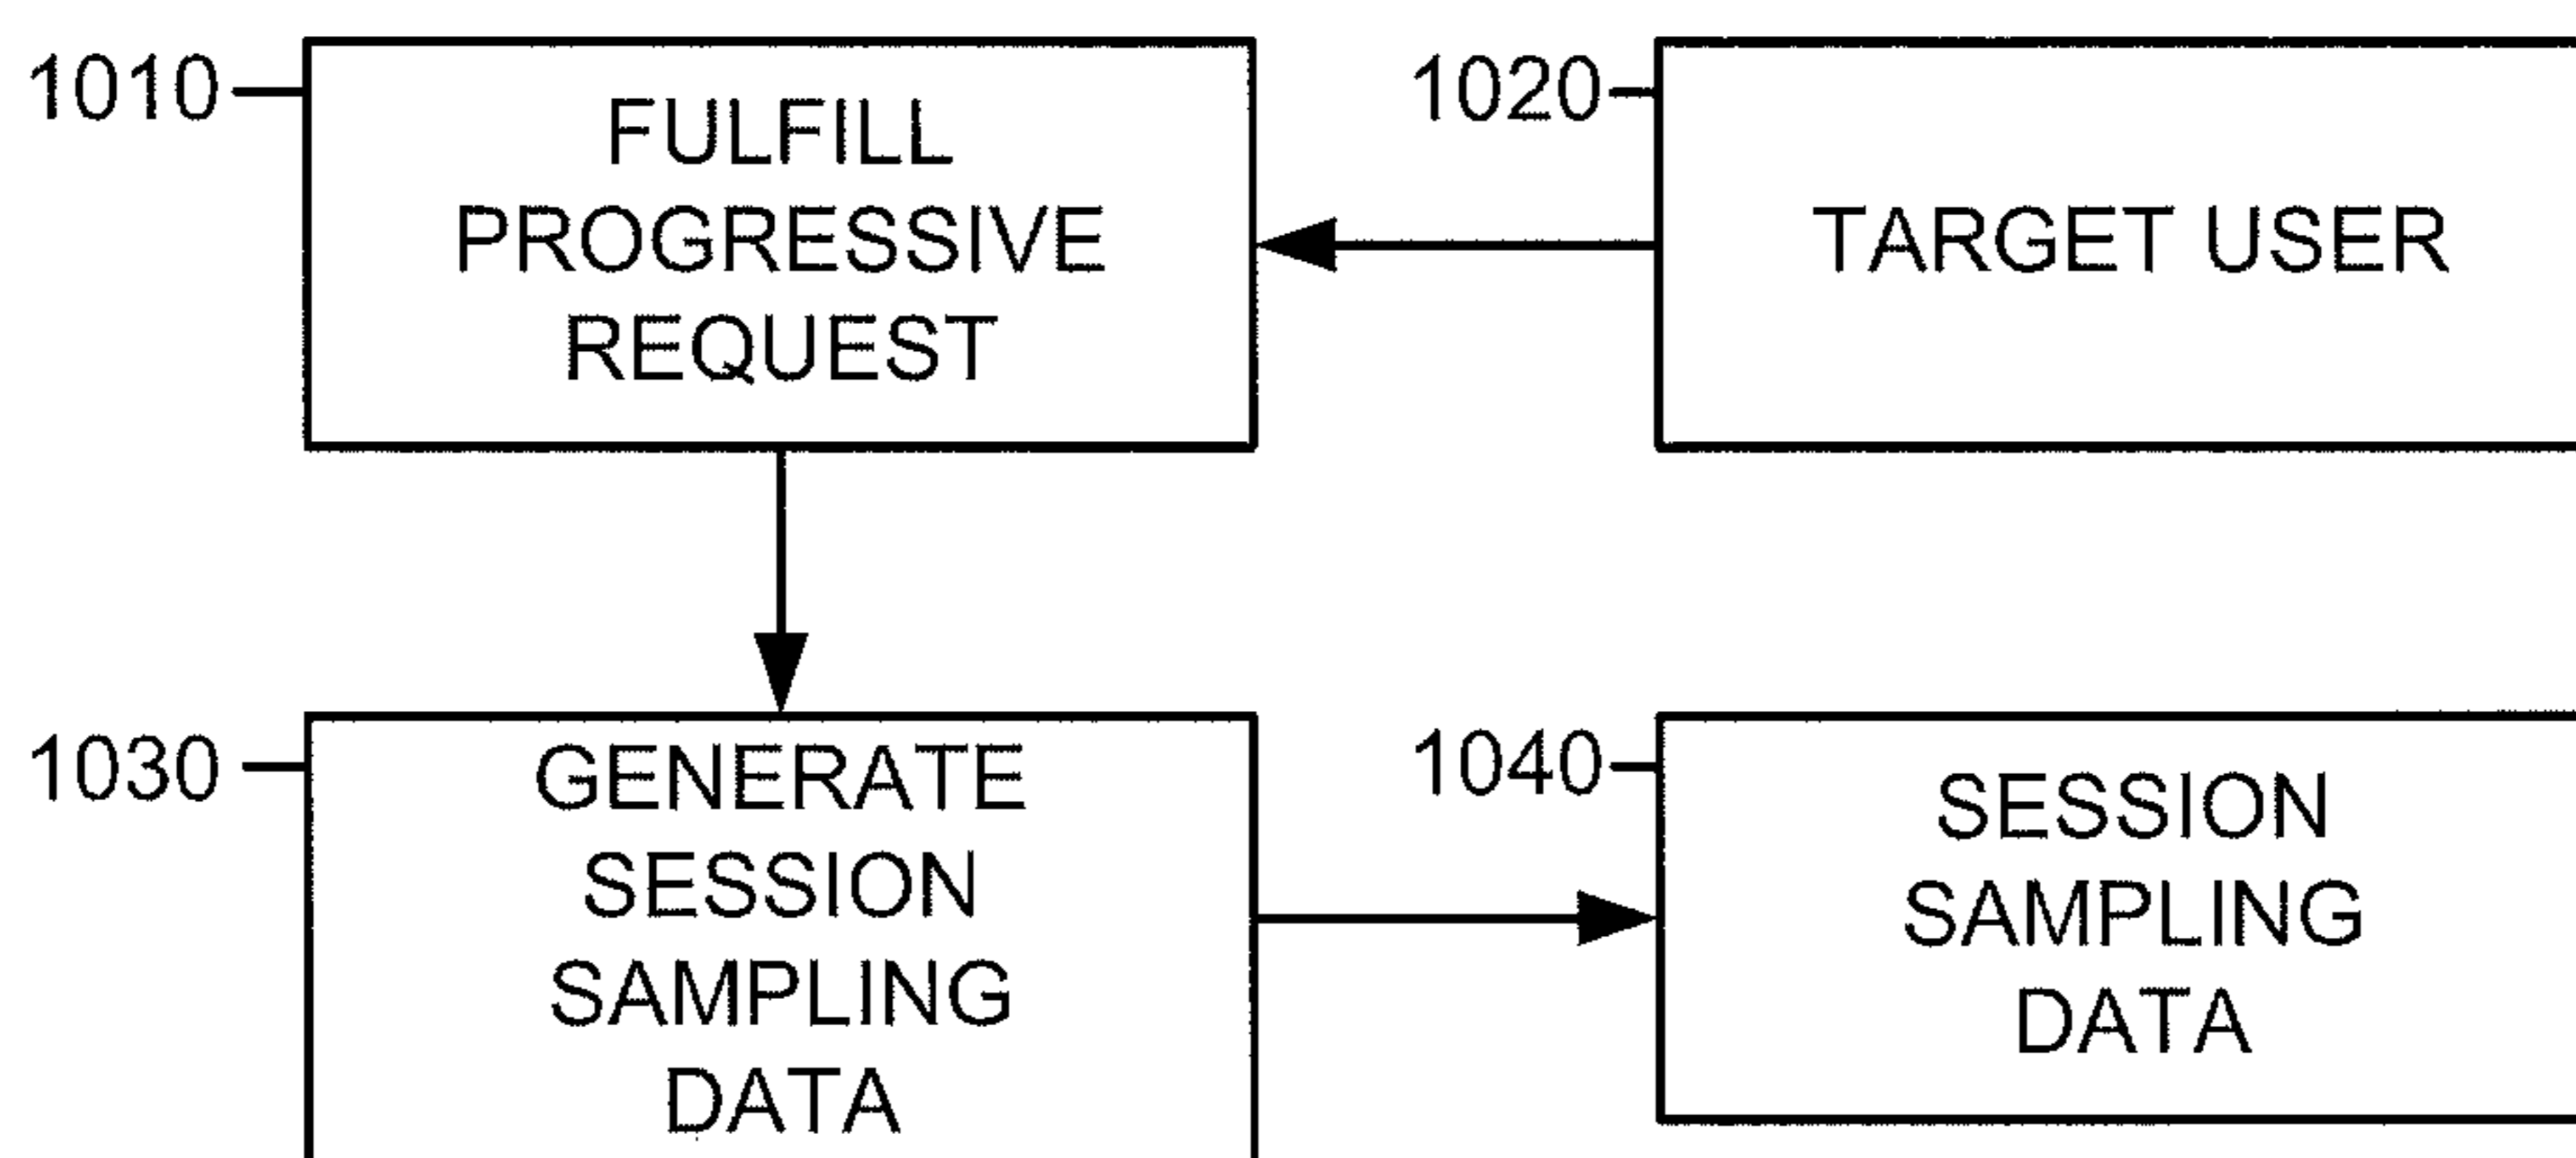 1010
FULFILL
PROGRESSIVE
REQUEST
1020
TARGET USER
1030
GENERATE
SESSION
SAMPLING
DATA
1040
SESSION
SAMPLING
DATA